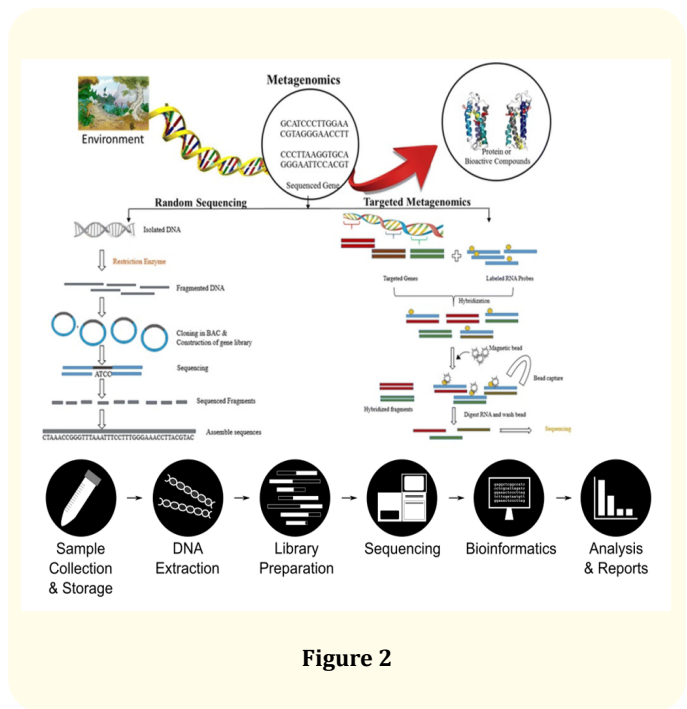 Metagenomics
GCATCCCTTGGAA
CGTAGGGAACCTT
CCCTTAAGGTGCA
GGGAATTCCACGT
Sequenced Gene
Environment
Protein or
Bioactive Compounds
Random Sequencing
Targeted Metagenomics
Isolated DNA
Restriction Enzyme
Fragmented DNA
Cloning in BAC &
Construction of gene library
Sequencing
ATCC
Sequenced Fragments
Assemble sequences
CTAAACCGGGTTTAAATTTCCTTTGGGAAACCTTACGTAC
Targeted Genes
Labeled RNA Probes
Hybridization
Magnetic bead
Bead capture
Hybridized fragments
Digest RNA and wash bead
Sequencing
Sample
Collection
& Storage
DNA
Extraction
Library
Preparation
Sequencing
Bioinformatics
Analysis
& Reports
Figure 2